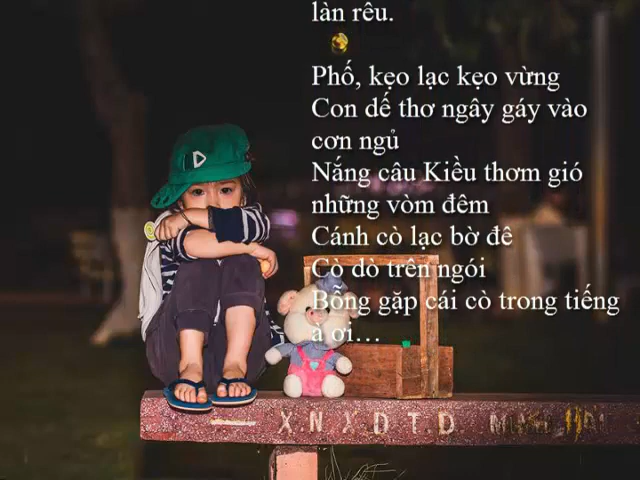 làn rêu.
Phố, kẹo lạc kẹo vừng
Con dế thơ ngây gáy vào
cơn ngủ
Nắng câu Kiều thơm gió
những vòm đêm
Cánh cò lạc bờ đê
Cò dò trên ngói
Bỗng gặp cái cò trong tiếng
à ơi…
D
X.N.X.D.T.D